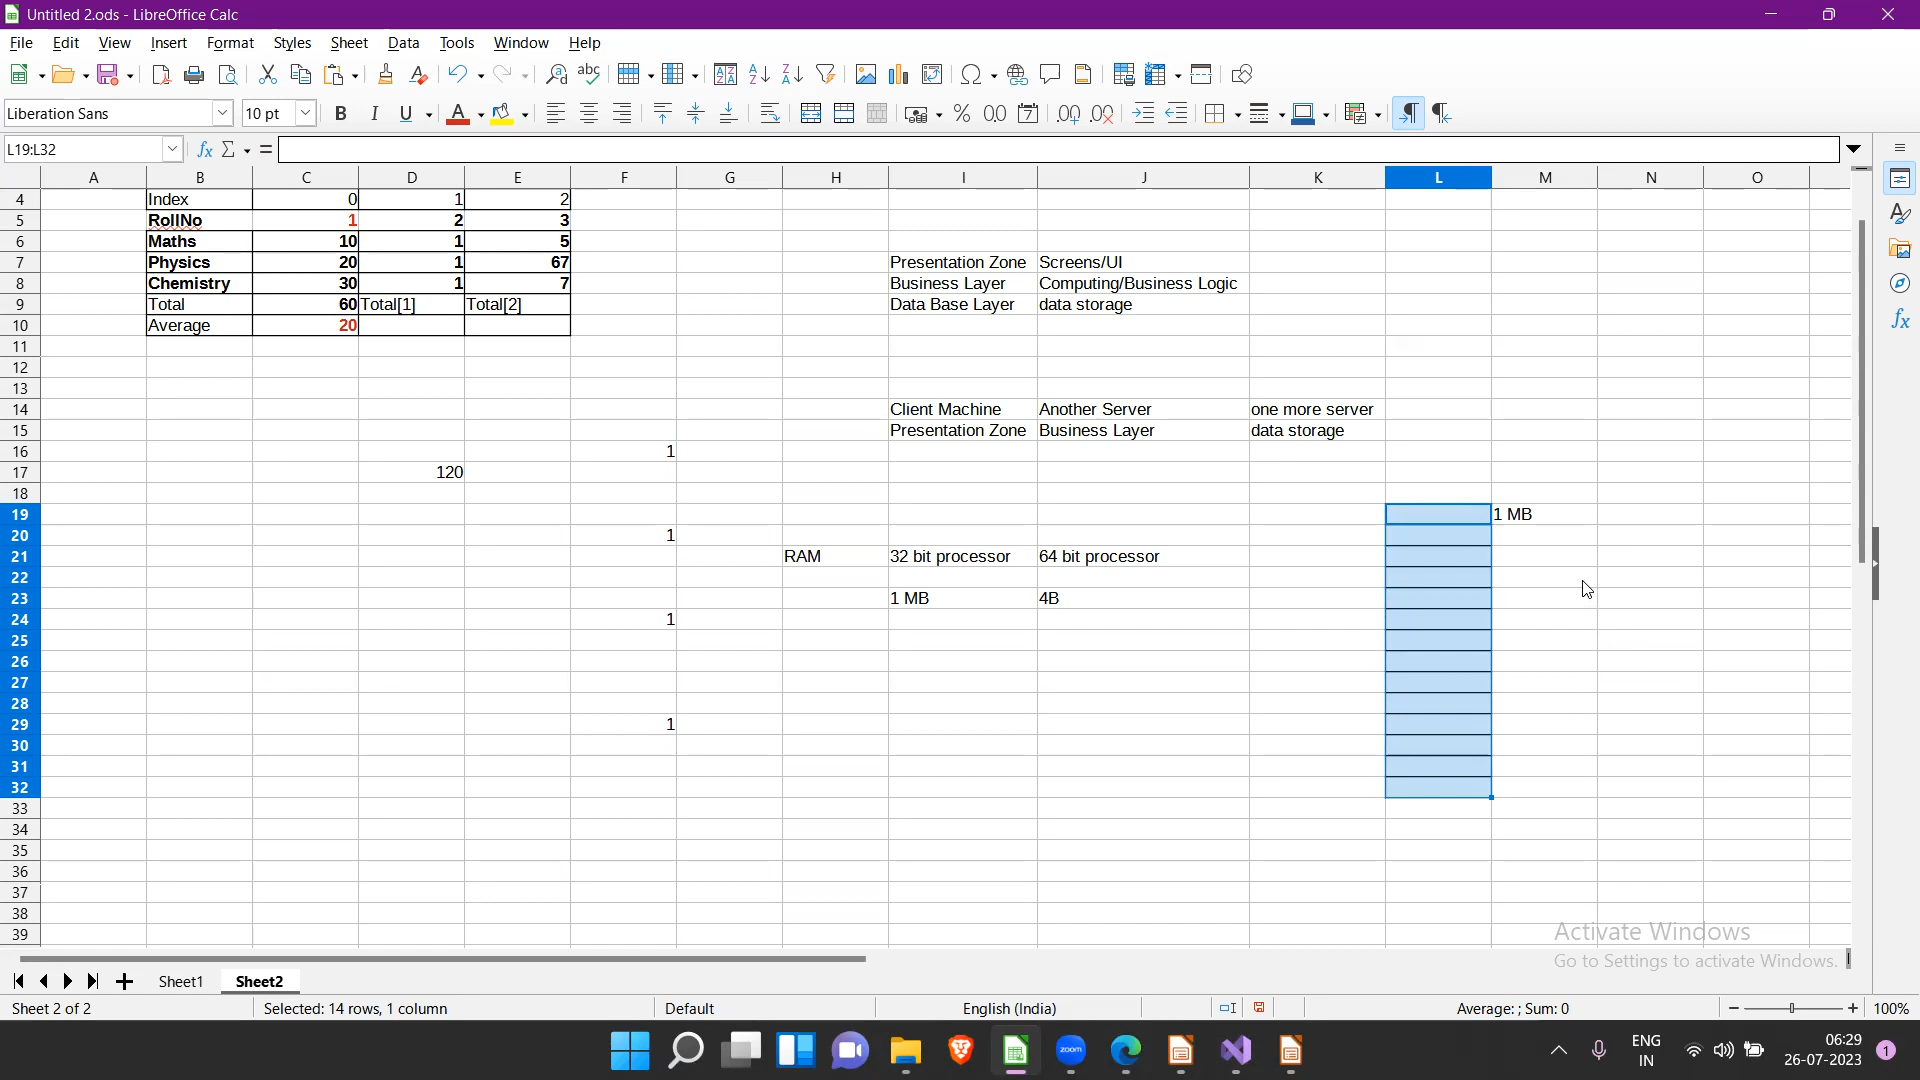 Untitled 2.ods - LibreOffice Calc
File Edit View Insert Format Styles Sheet Data Tools Window Help
Liberation Sans 10 pt
L19:L32
A B C D E F G H I J K L M N O
4 Index 0 1 2
5 RollNo 1 2 3
6 Maths 10 1 5
7 Physics 20 1 67 Presentation Zone Screens/UI
8 Chemistry 30 1 7 Business Layer Computing/Business Logic
9 Total 60 Total[1] Total[2] Data Base Layer data storage
10 Average 20
11
12
13
14 Client Machine Another Server one more server
15 Presentation Zone Business Layer data storage
16 1
17 120
18
19 1 MB
20 1
21 RAM 32 bit processor 64 bit processor
22
23 1 MB 4B
24 1
25
26
27
28
29 1
30
31
32
33
34
35
36
37
38
39
Activate Windows
Go to Settings to activate Windows.
Sheet1 Sheet2
Sheet 2 of 2 Selected: 14 rows, 1 column Default English (India) Average: ; Sum: 0 100%
zoom
ENG 06:29
IN 26-07-2023 1